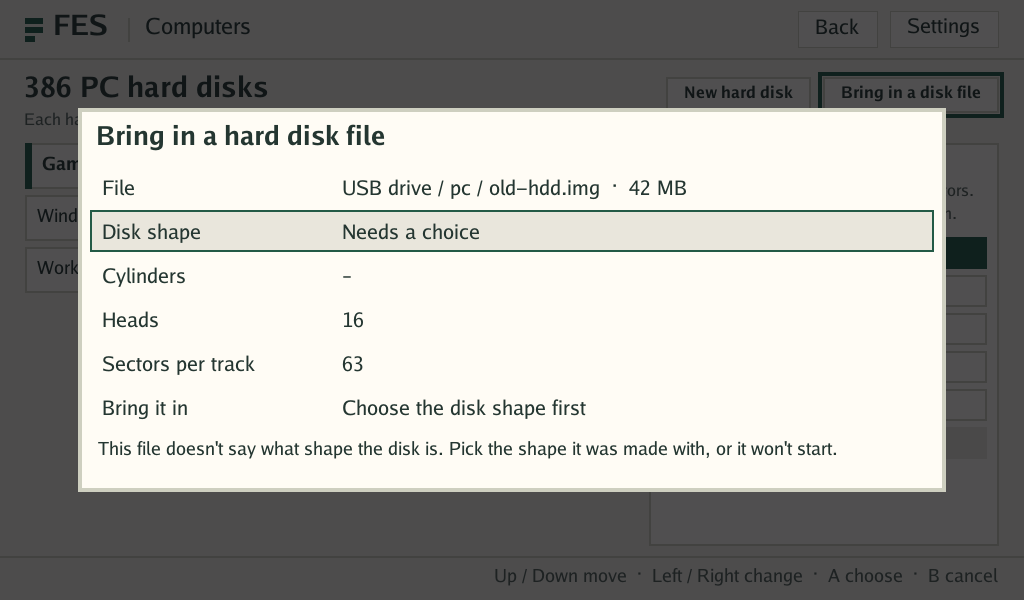 FES
Computers
Back
Settings
386 PC hard disks
New hard disk
Bring in a disk file
Each
Bring in a hard disk file
File USB drive / pc / old-hdd.img · 42 MB
Disk shape Needs a choice
Cylinders –
Heads 16
Sectors per track 63
Bring it in Choose the disk shape first
This file doesn't say what shape the disk is. Pick the shape it was made with, or it won't start.
Up / Down move · Left / Right change · A choose · B cancel